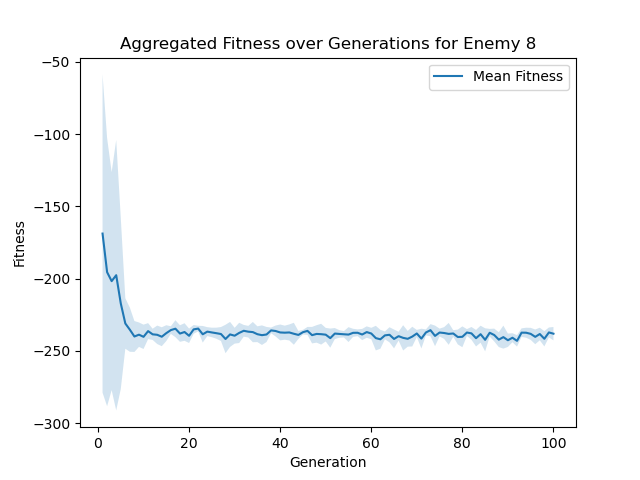 Aggregated Fitness over Generations for Enemy 8
Mean Fitness
Fitness
−50
−100
−150
−200
−250
−300
0 20 40 60 80 100
Generation